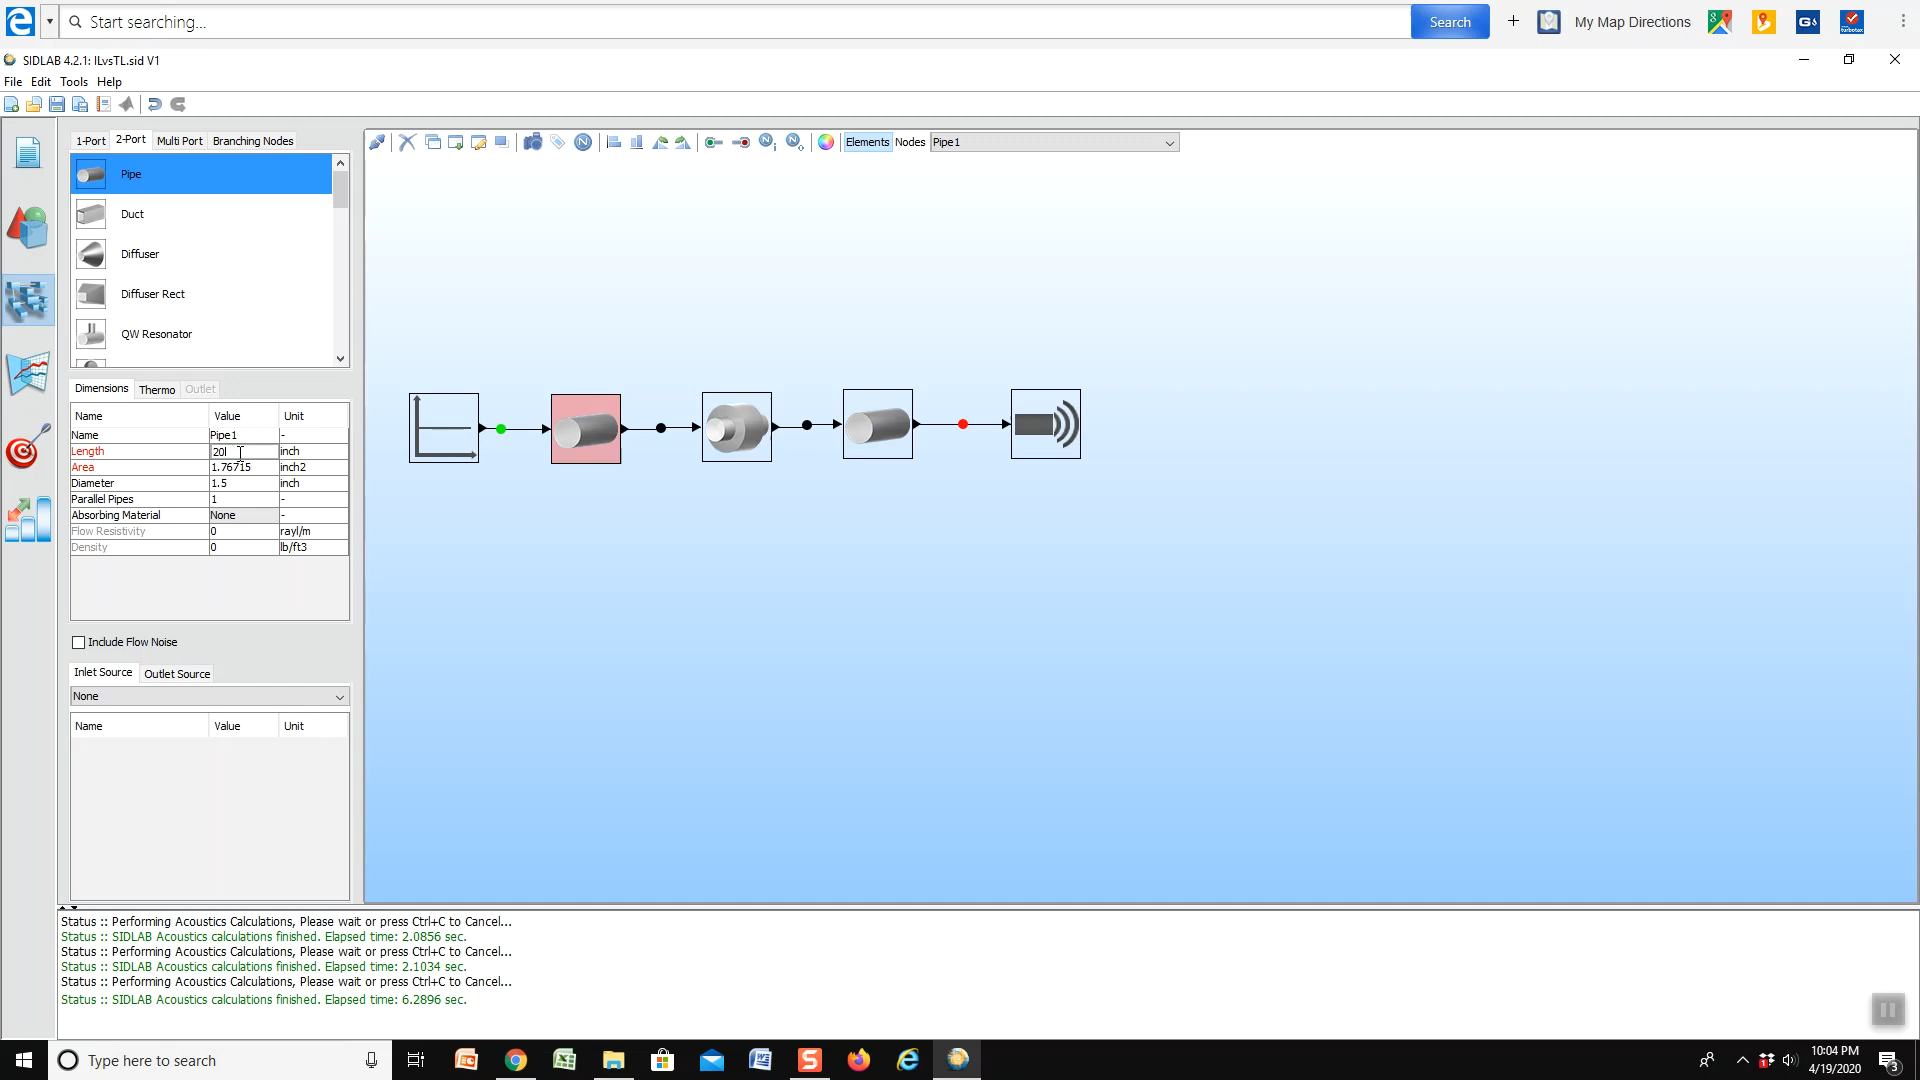 Start searching...
Search
My Map Directions
G
turbotax
SIDLAB 4.2.1: ILvsTL.sid V1
File Edit Tools Help
1-Port 2-Port Multi Port Branching Nodes
Elements Nodes Pipe1
Pipe
Duct
Diffuser
Diffuser Rect
QW Resonator
Dimensions Thermo Outlet
Name Value Unit
Name Pipe1 -
Length 20 inch
Area 1.76715 inch2
Diameter 1.5 inch
Parallel Pipes 1 -
Absorbing Material None -
Flow Resistivity 0 rayl/m
Density 0 lb/ft3
Include Flow Noise
Inlet Source Outlet Source
None
Name Value Unit
Status :: Performing Acoustics Calculations, Please wait or press Ctrl+C to Cancel...
Status :: SIDLAB Acoustics calculations finished. Elapsed time: 2.0856 sec.
Status :: Performing Acoustics Calculations, Please wait or press Ctrl+C to Cancel...
Status :: SIDLAB Acoustics calculations finished. Elapsed time: 2.1034 sec.
Status :: Performing Acoustics Calculations, Please wait or press Ctrl+C to Cancel...
Status :: SIDLAB Acoustics calculations finished. Elapsed time: 6.2896 sec.
Type here to search
10:04 PM
4/19/2020
3